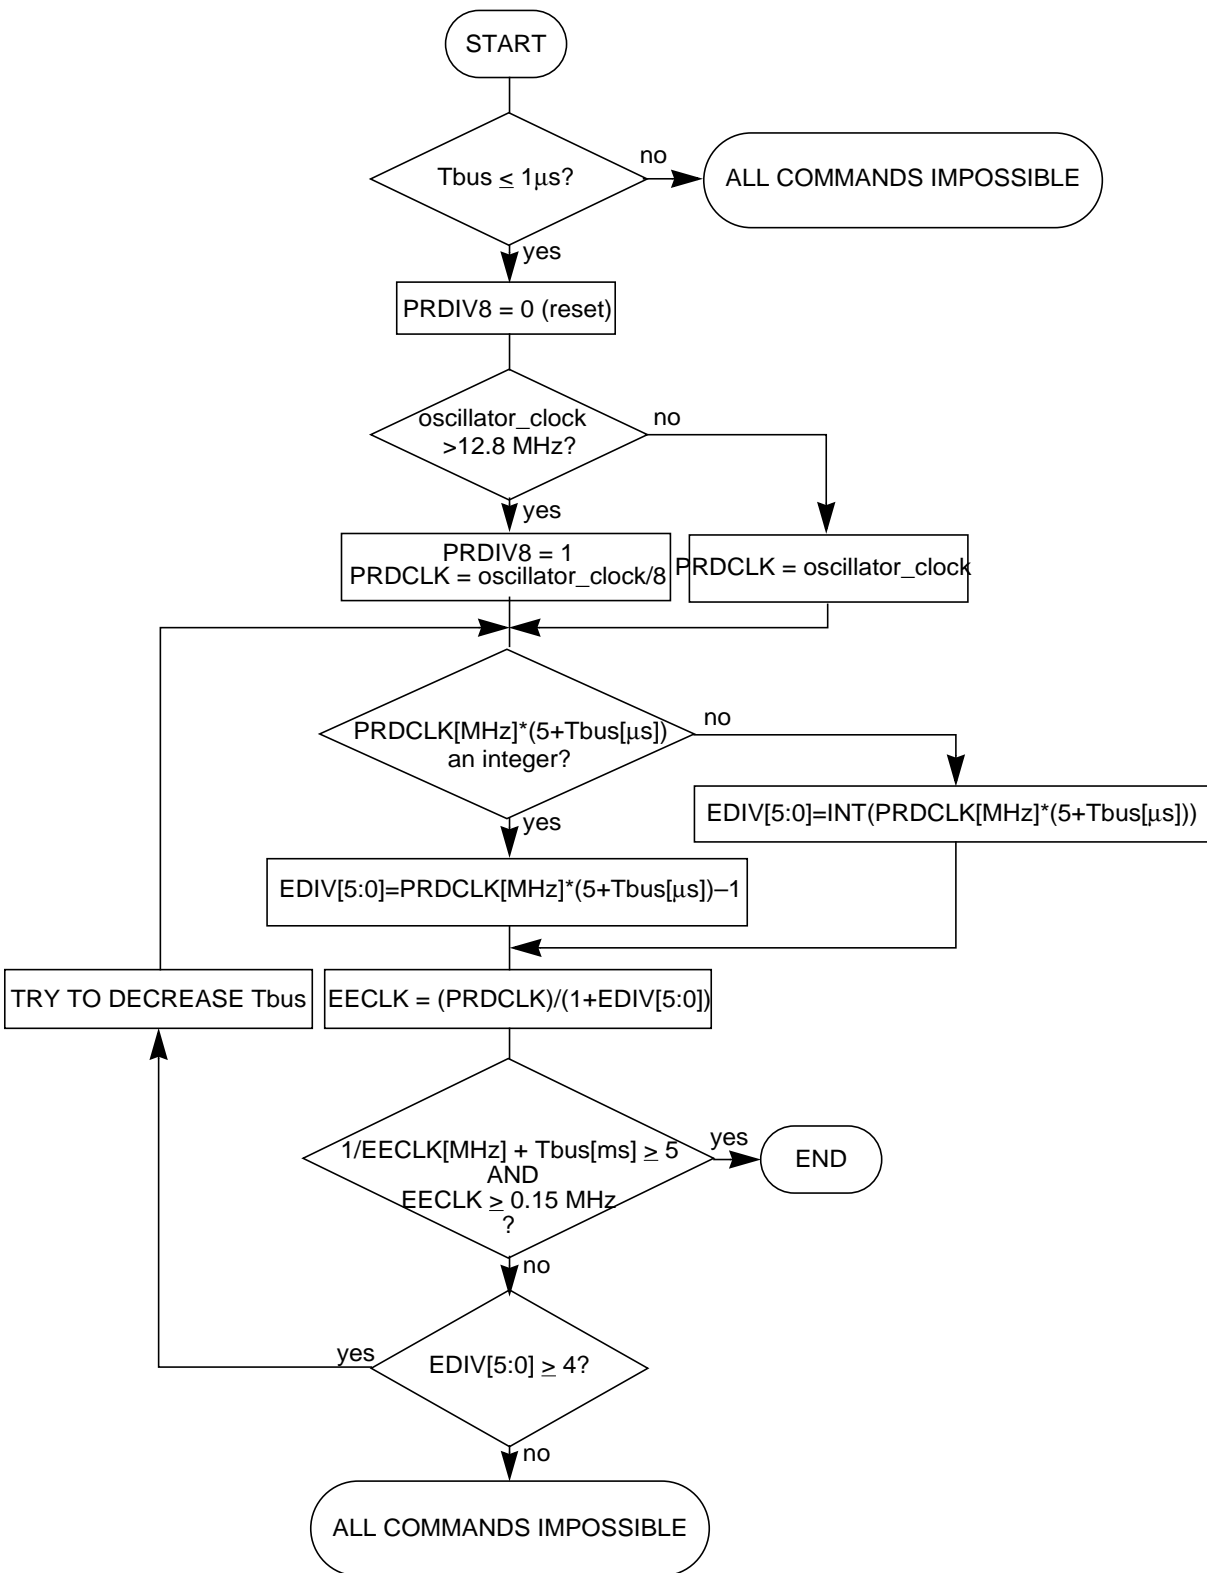 START
Tbus ≤ 1μs?
no
ALL COMMANDS IMPOSSIBLE
yes
PRDIV8 = 0 (reset)
oscillator_clock
>12.8 MHz?
no
yes
PRDIV8 = 1
PRDCLK = oscillator_clock/8
PRDCLK = oscillator_clock
PRDCLK[MHz]*(5+Tbus[μs])
an integer?
no
yes
EDIV[5:0]=INT(PRDCLK[MHz]*(5+Tbus[μs]))
EDIV[5:0]=PRDCLK[MHz]*(5+Tbus[μs])–1
TRY TO DECREASE Tbus
EECLK = (PRDCLK)/(1+EDIV[5:0])
1/EECLK[MHz] + Tbus[ms] ≥ 5
AND
EECLK ≥ 0.15 MHz
?
yes
END
no
EDIV[5:0] ≥ 4?
yes
no
ALL COMMANDS IMPOSSIBLE